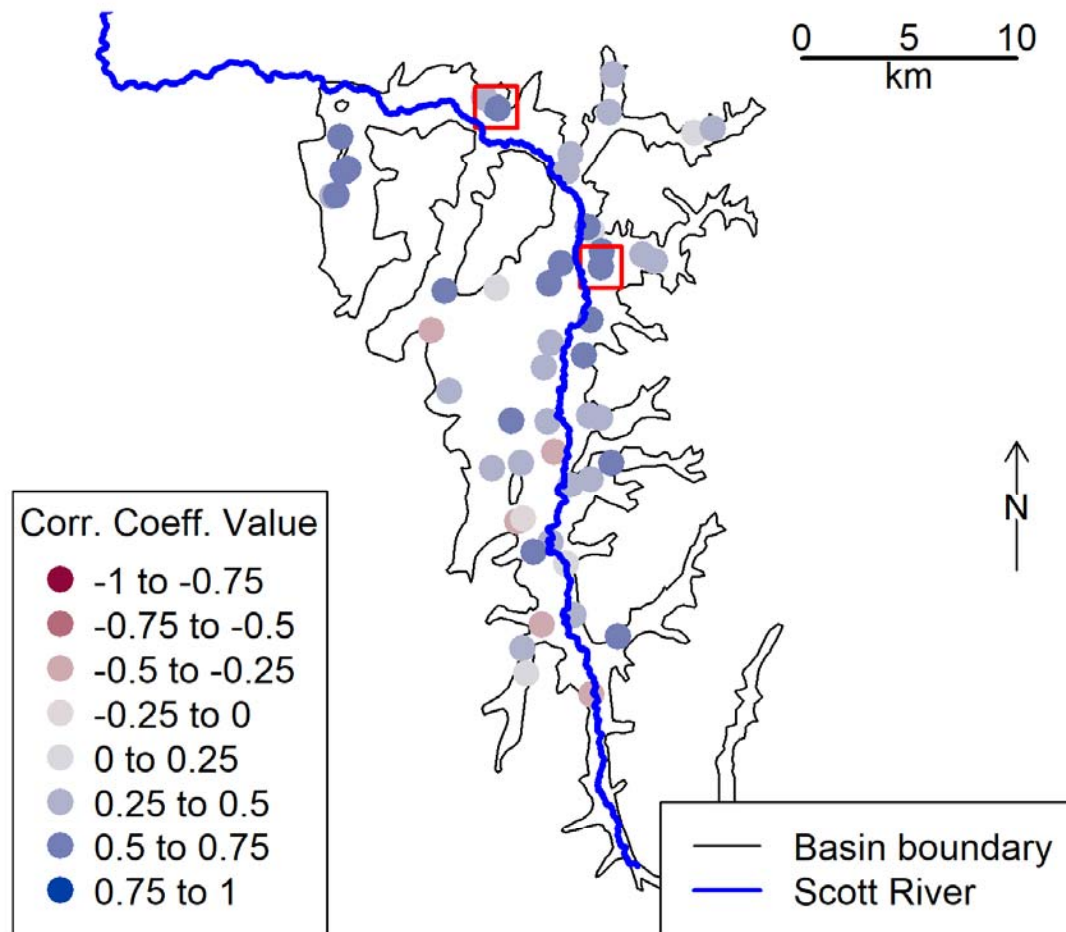 0 5 10
km
N
Corr. Coeff. Value
-1 to -0.75
-0.75 to -0.5
-0.5 to -0.25
-0.25 to 0
0 to 0.25
0.25 to 0.5
0.5 to 0.75
0.75 to 1
Basin boundary
Scott River